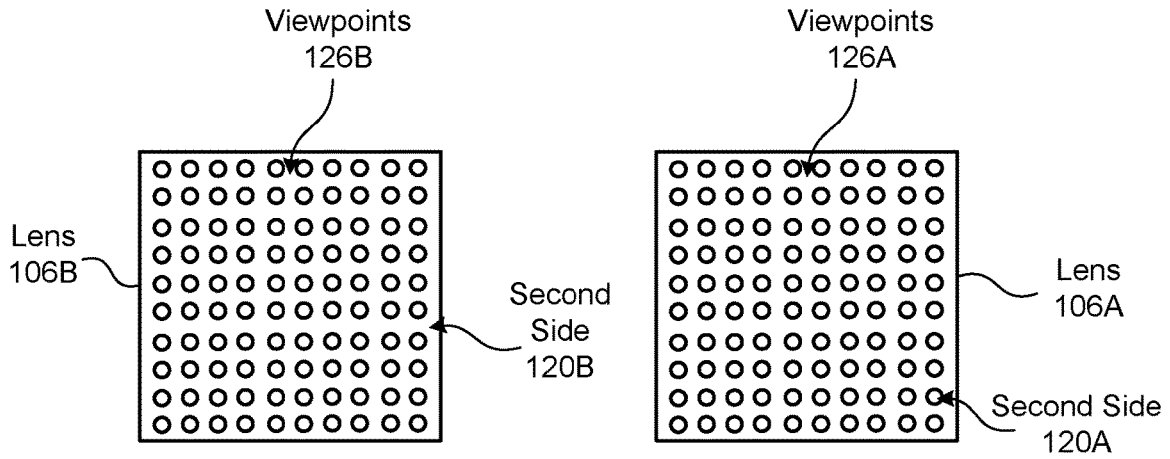 Viewpoints
126B
Viewpoints
126A
Lens
106B
Second
Side
120B
Lens
106A
Second Side
120A